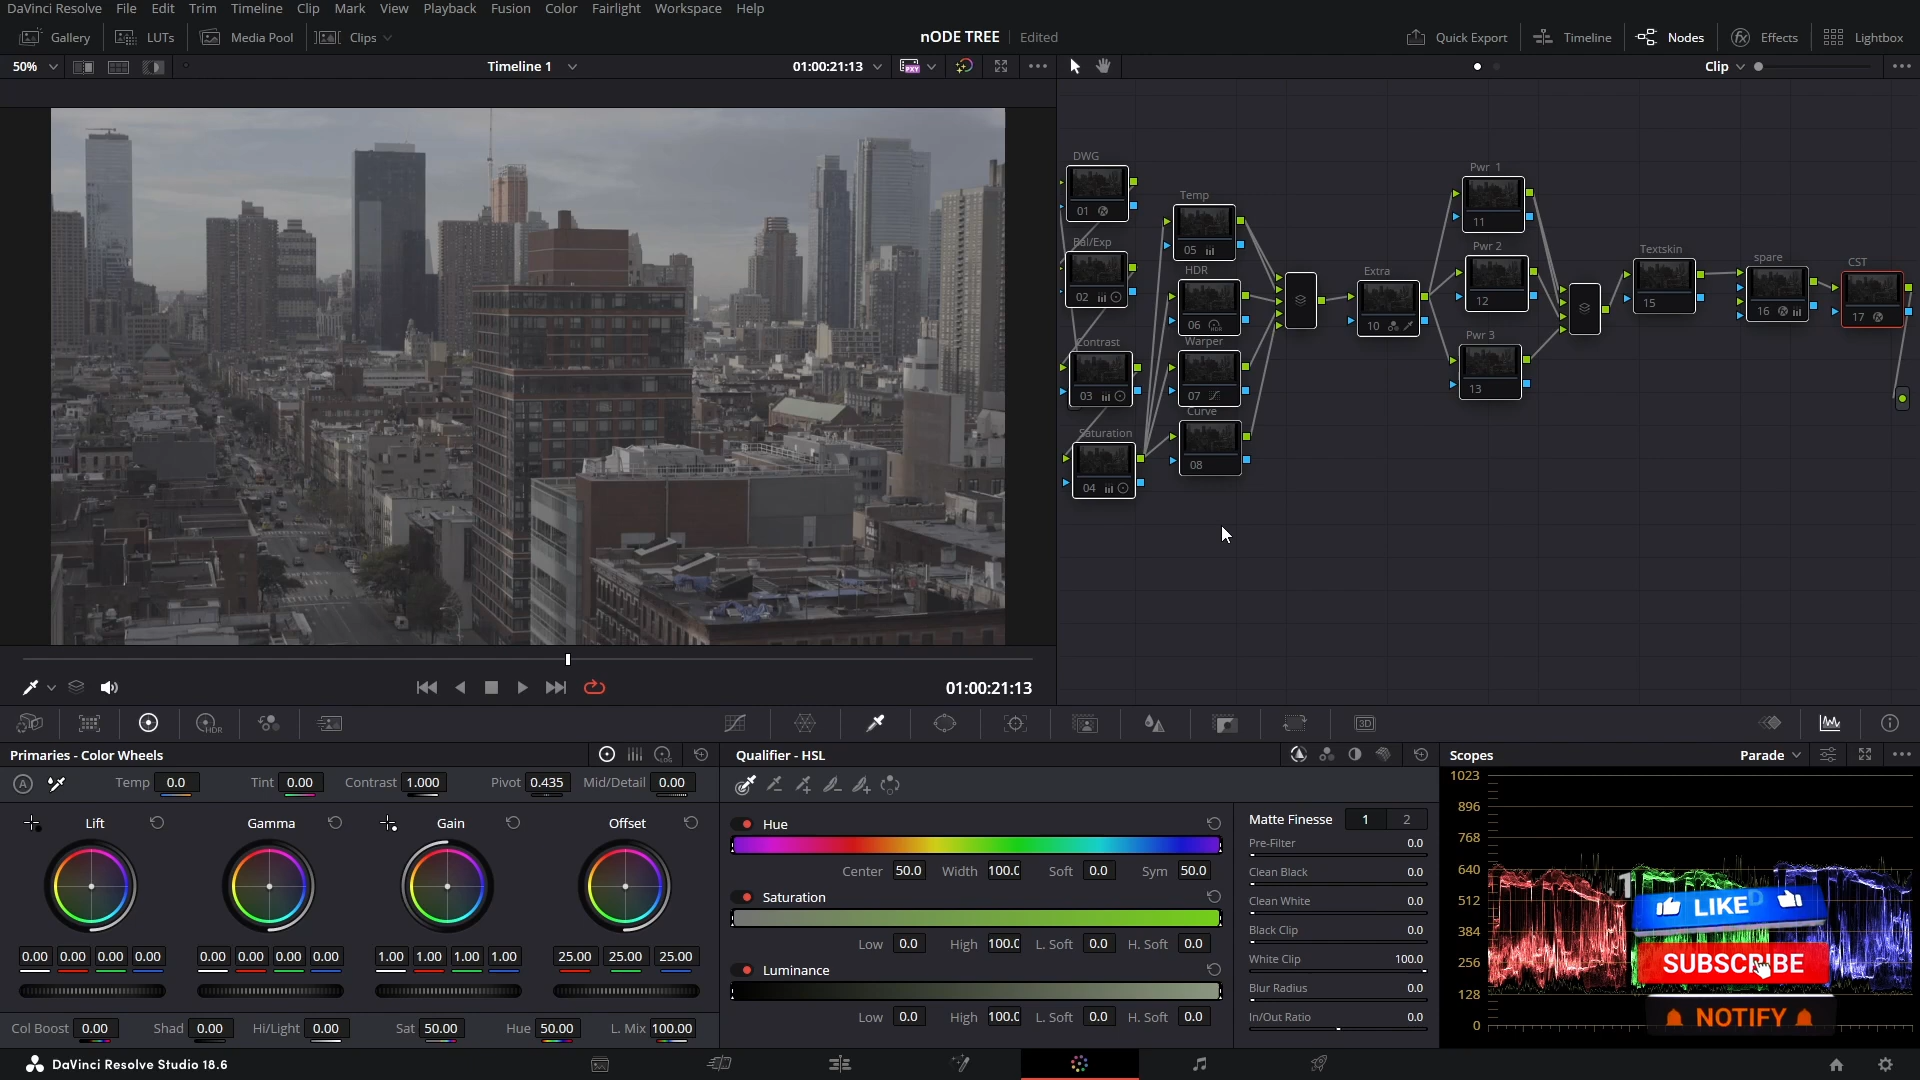 DaVinci Resolve File Edit Trim Timeline Clip Mark View Playback Fusion Color Fairlight Workspace Help
Gallery LUTs Media Pool Clips nODE TREE Edited Quick Export Timeline Nodes Effects Lightbox
50% Timeline 1 01:00:21:13 PXY Clip
DWG
01
Bal/Exp
02
Contrast
03
Saturation
04
Temp
05
HDR
06
Warper
07
Curve
08
Extra
10
Pwr 1
11
Pwr 2
12
Pwr 3
13
Textskin
15
spare
16
CST
17
01:00:21:13
HDR 3D
Primaries - Color Wheels
A Temp 0.0 Tint 0.00 Contrast 1.000 Pivot 0.435 Mid/Detail 0.00
Lift Gamma Gain Offset
0.00 0.00 0.00 0.00 0.00 0.00 0.00 0.00 1.00 1.00 1.00 1.00 25.00 25.00 25.00
Col Boost 0.00 Shad 0.00 Hi/Light 0.00 Sat 50.00 Hue 50.00 L. Mix 100.00
Qualifier - HSL
Hue
Center 50.0 Width 100.0 Soft 0.0 Sym 50.0
Saturation
Low 0.0 High 100.0 L. Soft 0.0 H. Soft 0.0
Luminance
Low 0.0 High 100.0 L. Soft 0.0 H. Soft 0.0
Matte Finesse 1 2
Pre-Filter 0.0
Clean Black 0.0
Clean White 0.0
Black Clip 0.0
White Clip 100.0
Blur Radius 0.0
In/Out Ratio 0.0
Scopes Parade
1023
896
768
640
512
384
256
128
0
+1
LIKED
SUBSCRIBE
NOTIFY
DaVinci Resolve Studio 18.6